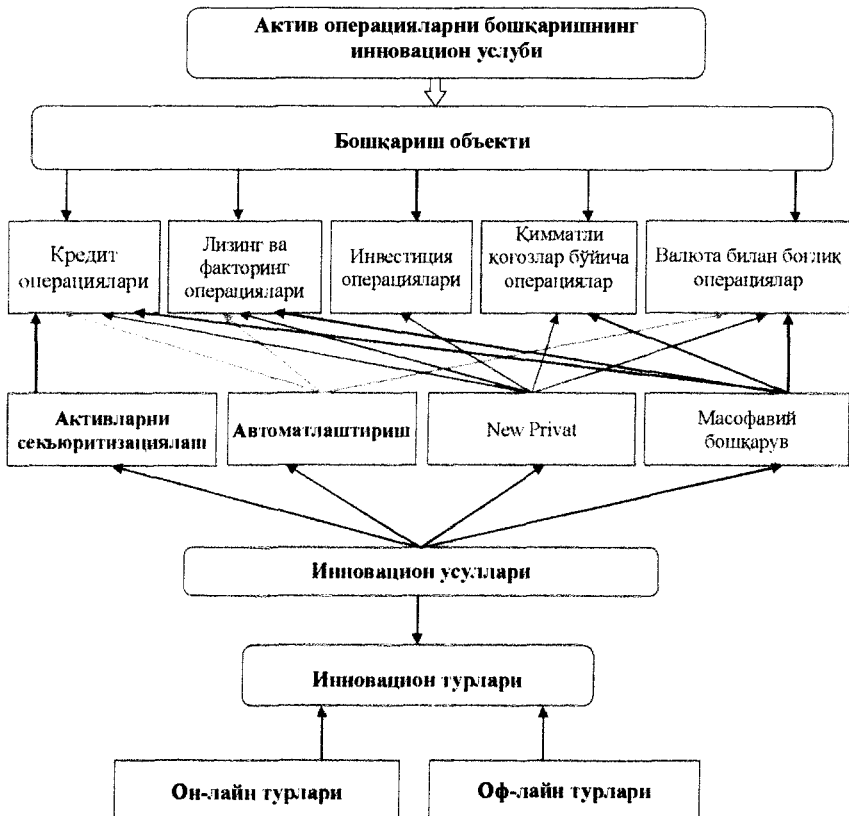 Актив операцияларни бошқаришнинг
инновацион услуби
Бошқариш объекти
Кредит
операциялари
Лизинг ва
факторинг
операциялари
Инвестиция
операциялари
Қимматли
қоғозлар бўйича
операциялар
Валюта билан боғлиқ
операциялар
Активларни
секъюритизациялаш
Автоматлаштириш
New Privat
Масофавий
бошқарув
Инновацион усуллари
Инновацион турлари
Он-лайн турлари
Оф-лайн турлари